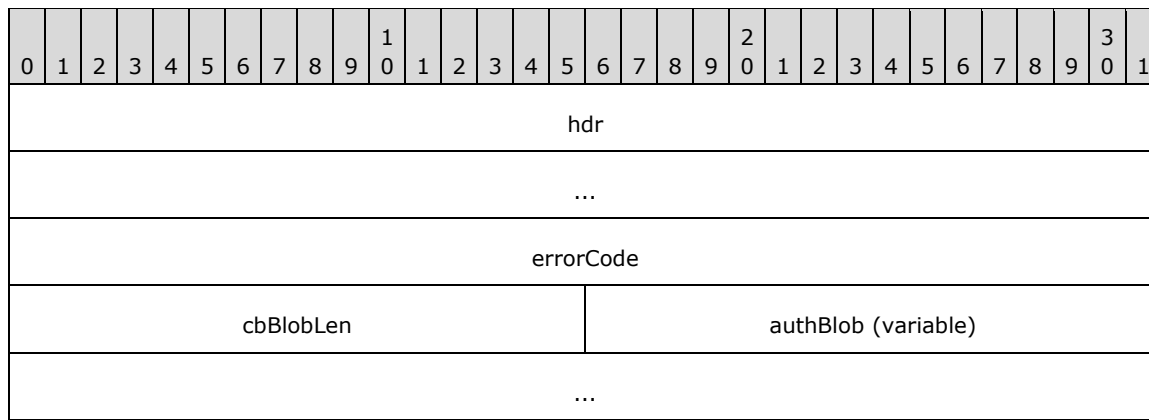 1 2 3
0 1 2 3 4 5 6 7 8 9 0 1 2 3 4 5 6 7 8 9 0 1 2 3 4 5 6 7 8 9 0 1
hdr
...
errorCode
cbBlobLen authBlob (variable)
...